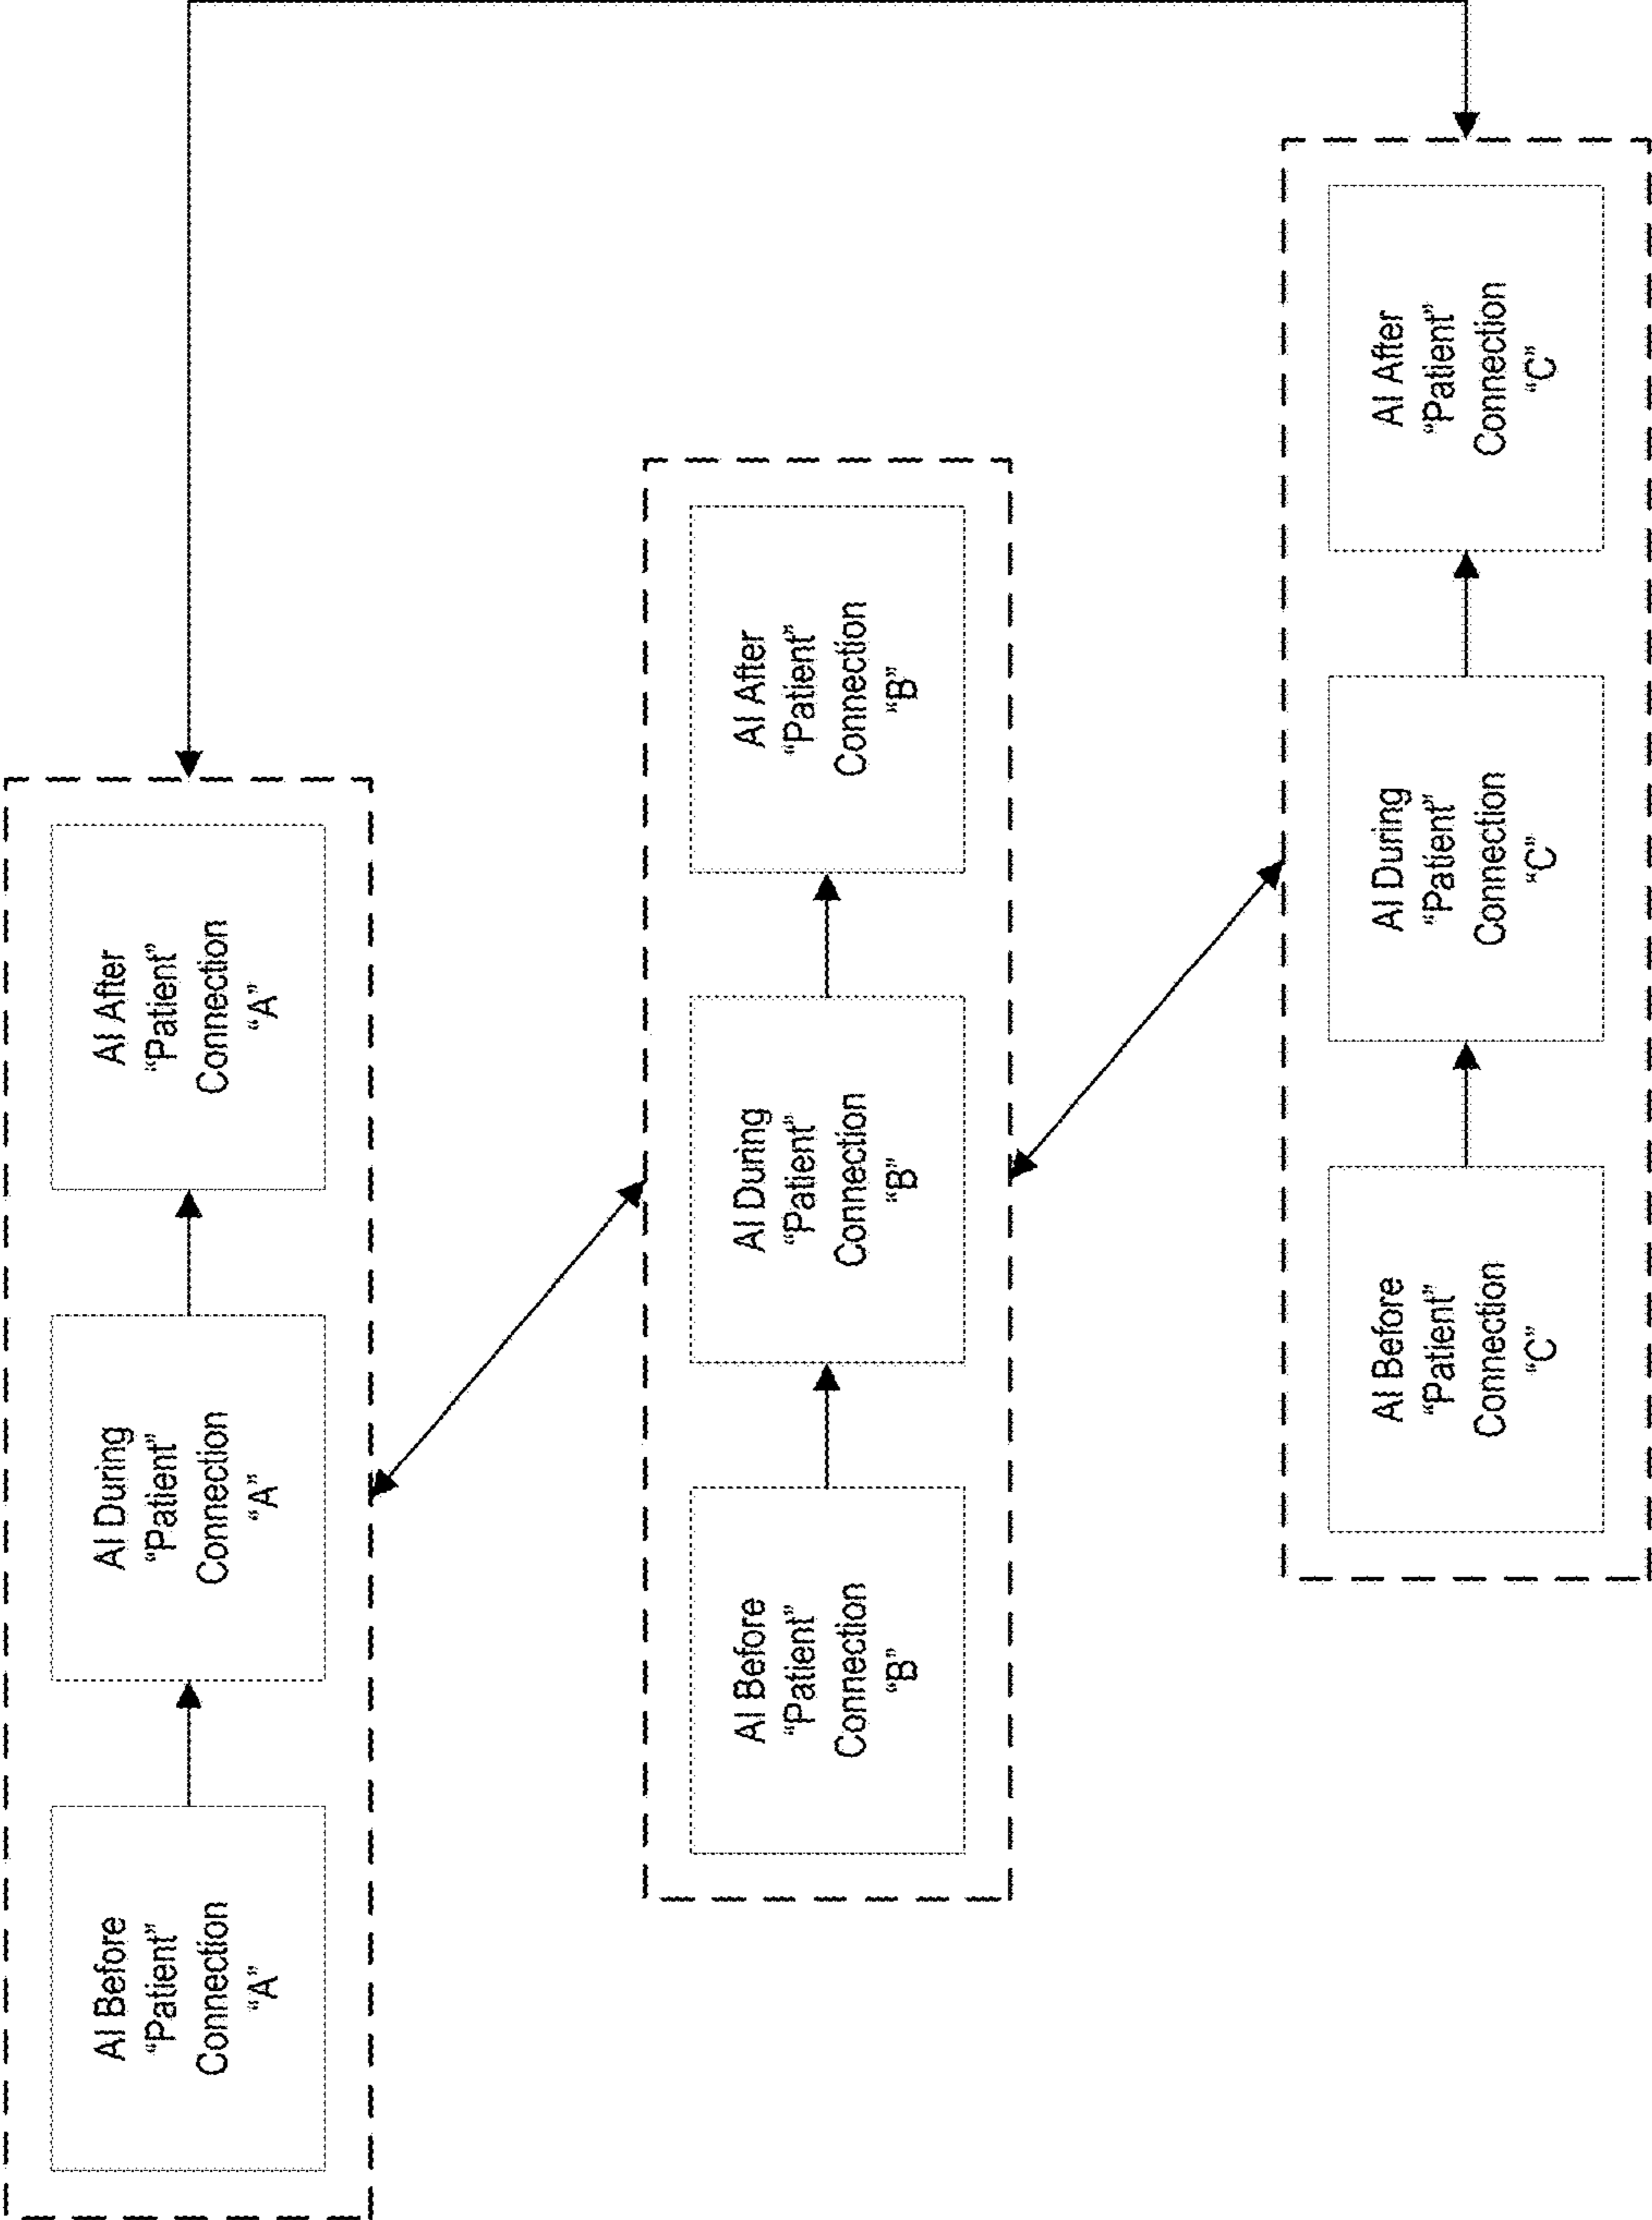 AI Before
“Patient”
Connection
“A”
AI During
“Patient”
Connection
“A”
AI After
“Patient”
Connection
“A”
AI Before
“Patient”
Connection
“B”
AI During
“Patient”
Connection
“B”
AI After
“Patient”
Connection
“B”
AI Before
“Patient”
Connection
“C”
AI During
“Patient”
Connection
“C”
AI After
“Patient”
Connection
“C”